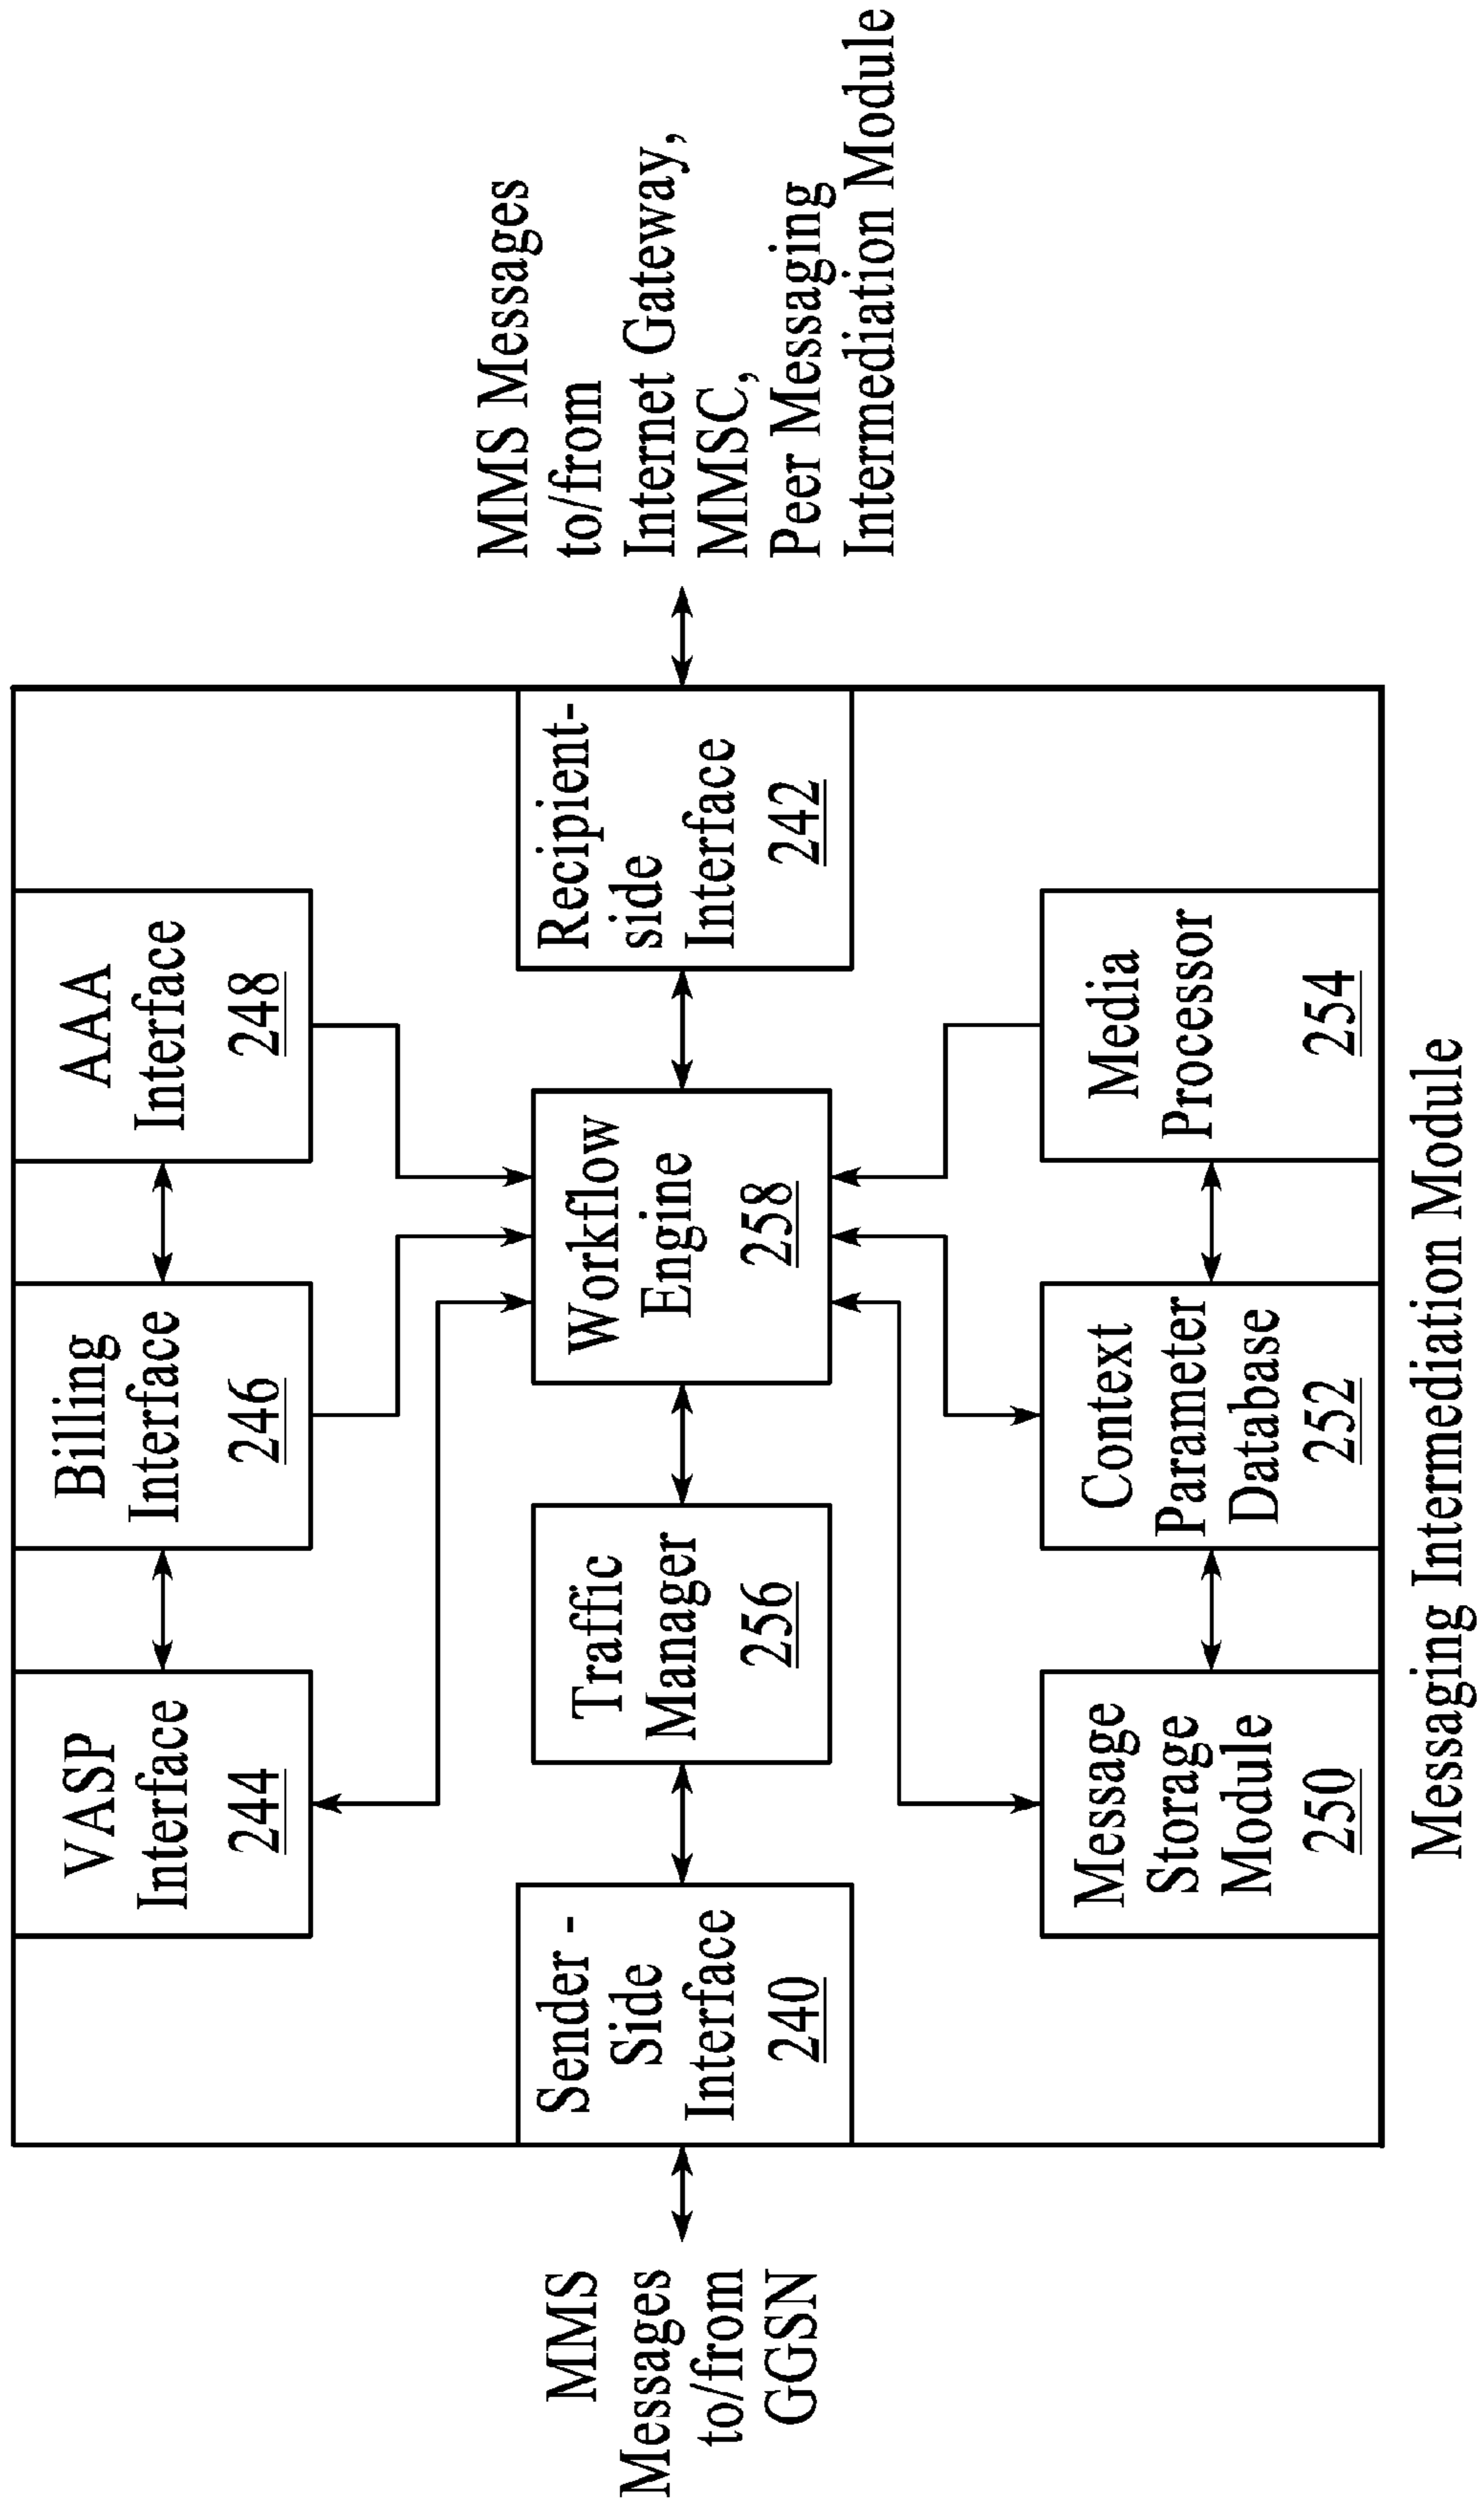 VASP
Interface
244
Billing
Interface
246
AAA
Interface
248
MMS
Messages
to/from
GGSN
Sender-
Side
Interface
240
Traffic
Manager
256
Workflow
Engine
258
Recipient-
side
Interface
242
MMS Messages
to/from
Internet Gateway,
MMSC,
Peer Messaging
Intermediation Module
Message
Storage
Module
250
Context
Parameter
Database
252
Media
Processor
254
Messaging Intermediation Module